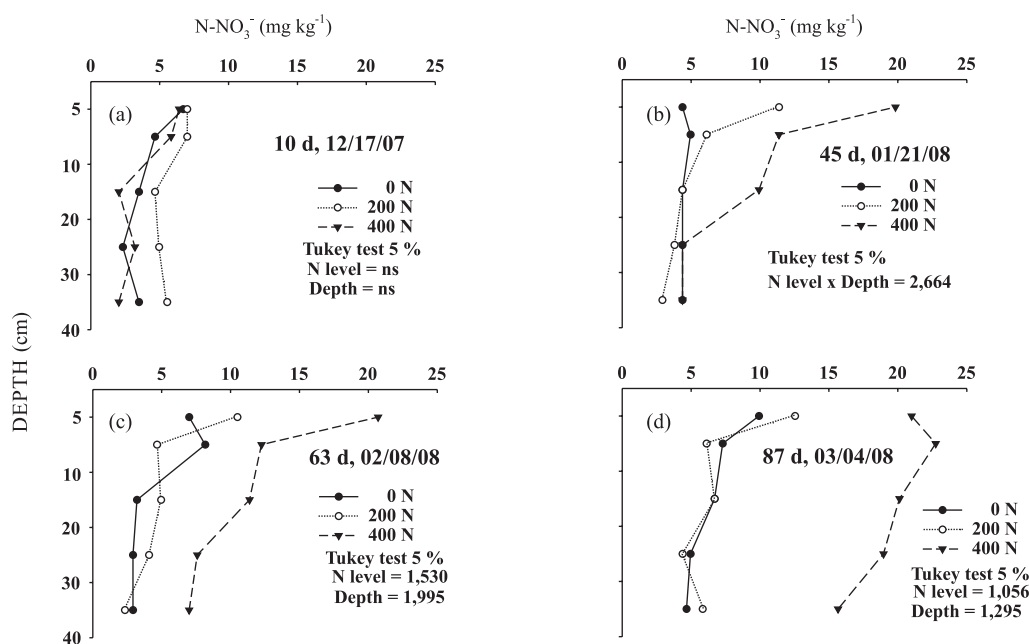 N-NO₃⁻ (mg kg⁻¹)
N-NO₃⁻ (mg kg⁻¹)
0 5 10 15 20 25
0 5 10 15 20 25
5
10
20
30
40
(a)
10 d, 12/17/07
0 N
200 N
400 N
Tukey test 5 %
N level = ns
Depth = ns
(b)
45 d, 01/21/08
0 N
200 N
400 N
Tukey test 5 %
N level x Depth = 2,664
DEPTH (cm)
0 5 10 15 20 25
0 5 10 15 20 25
5
10
20
30
40
(c)
63 d, 02/08/08
0 N
200 N
400 N
Tukey test 5 %
N level = 1,530
Depth = 1,995
(d)
87 d, 03/04/08
0 N
200 N
400 N
Tukey test 5 %
N level = 1,056
Depth = 1,295